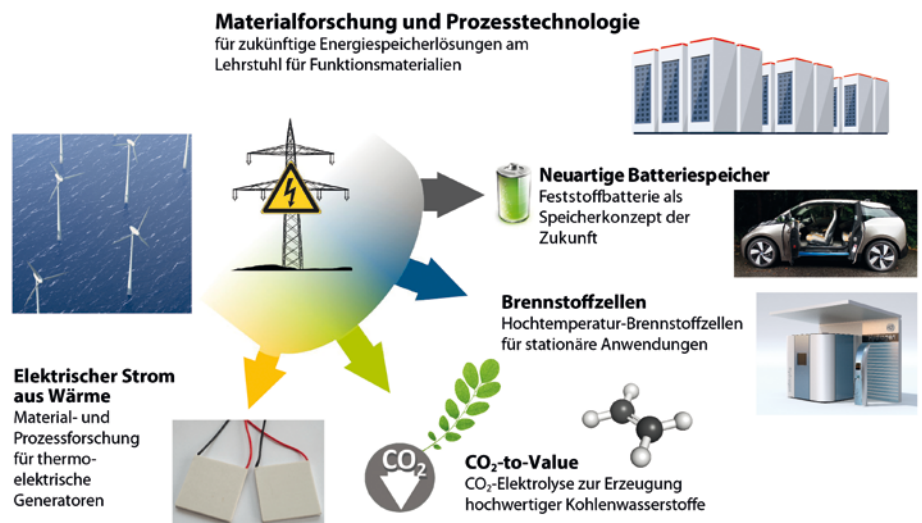 Materialforschung und Prozesstechnologie
für zukünftige Energiespeicherlösungen am
Lehrstuhl für Funktionsmaterialien
Neuartige Batteriespeicher
Feststoffbatterie als
Speicherkonzept der
Zukunft
Brennstoffzellen
Hochtemperatur-Brennstoffzellen
für stationäre Anwendungen
Elektrischer Strom
aus Wärme
Material- und
Prozessforschung
für thermo-
elektrische
Generatoren
CO₂
CO₂-to-Value
CO₂-Elektrolyse zur Erzeugung
hochwertiger Kohlenwasserstoffe